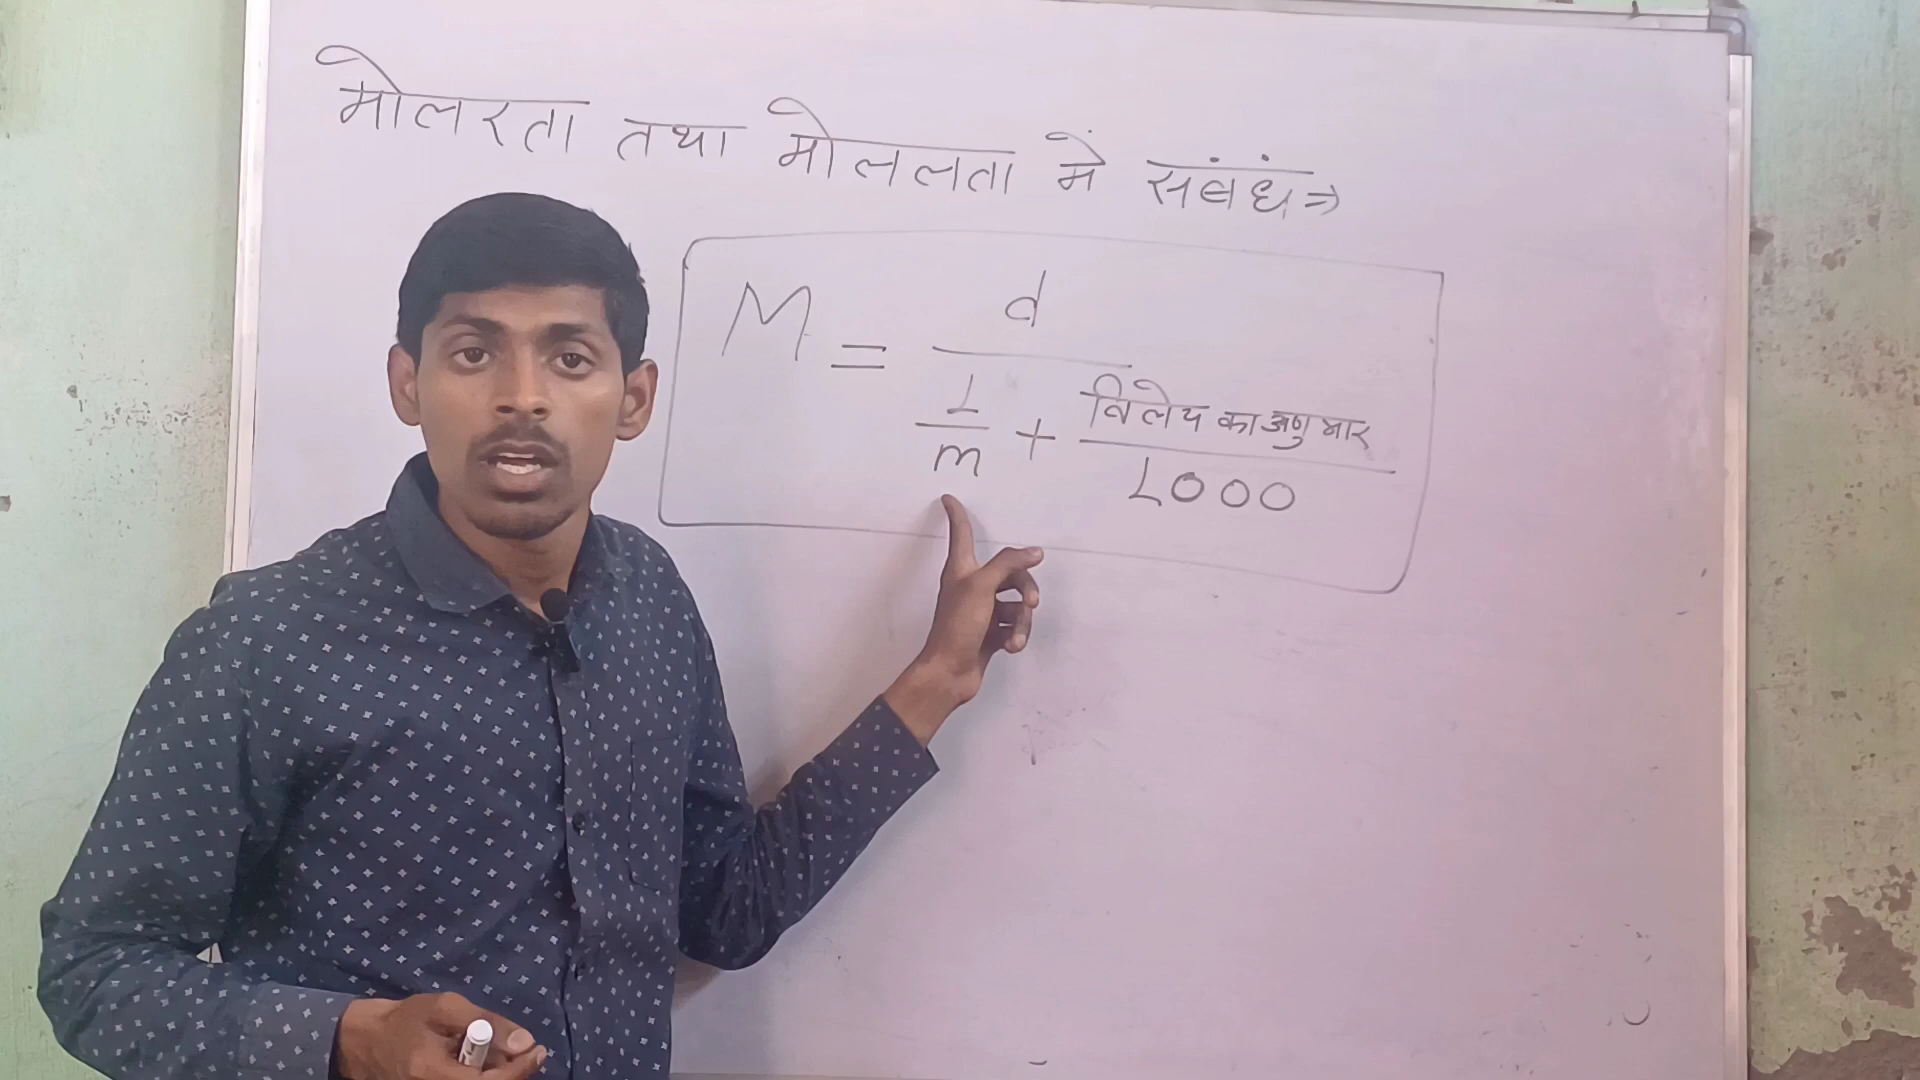 मोलरता तथा मोललता में संबंध ⇒
M = d
1/m + विलेय का अणुभार/1000